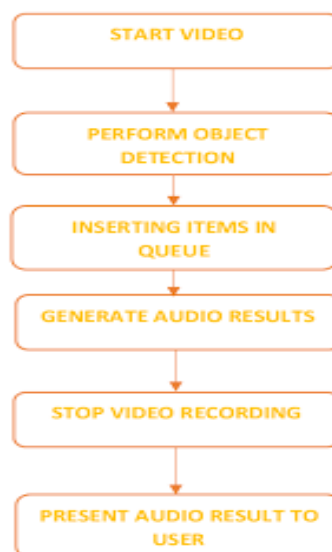 START VIDEO
PERFORM OBJECT
DETECTION
INSERTING ITEMS IN
QUEUE
GENERATE AUDIO RESULTS
STOP VIDEO RECORDING
PRESENT AUDIO RESULT TO
USER